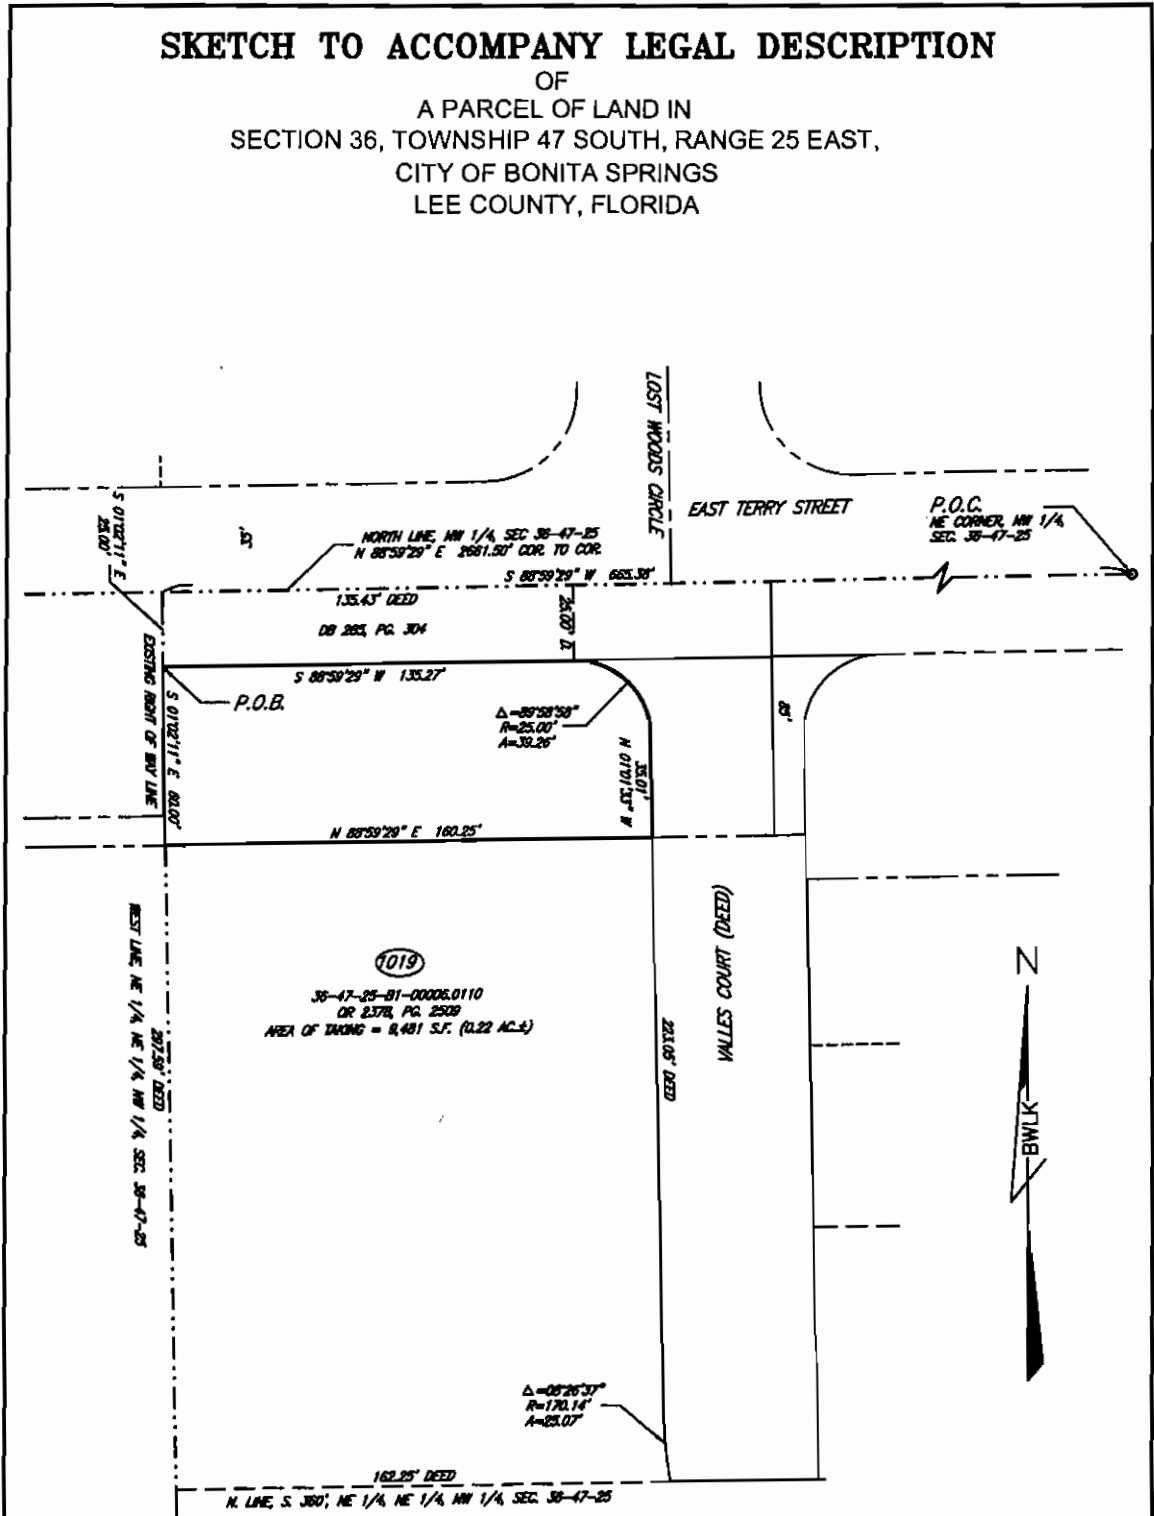 SKETCH TO ACCOMPANY LEGAL DESCRIPTION
OF
A PARCEL OF LAND IN
SECTION 36, TOWNSHIP 47 SOUTH, RANGE 25 EAST,
CITY OF BONITA SPRINGS
LEE COUNTY, FLORIDA
LOST WOODS CIRCLE
EAST TERRY STREET
P.O.C.
NE CORNER, NW 1/4,
SEC. 36-47-25
S 01°02'11" E
25.00'
55'
NORTH LINE, NW 1/4, SEC 36-47-25
N 88°59'29" E 2661.50' COR. TO COR.
S 88°59'29" W 665.38'
135.43' DEED
DB 265, PG. 304
25.00' D.
S 88°59'29" W 135.27'
P.O.B.
EXISTING RIGHT OF WAY LINE
S 01°02'11" E 60.00'
Δ=89°58'58"
R=25.00'
A=39.26'
35.01'
N 01°01'33" W
85'
N 88°59'29" E 160.25'
VALLES COURT (DEED)
1019
36-47-25-B1-00006.0110
OR 2378, PG. 2509
AREA OF TAKING = 9,481 S.F. (0.22 AC.±)
297.59' DEED
WEST LINE, NE 1/4, NE 1/4, NW 1/4, SEC. 36-47-25
223.05' DEED
N
BWLK
Δ=08°26'37"
R=170.14'
A=25.07'
162.25' DEED
N. LINE, S. 360', NE 1/4, NE 1/4, NW 1/4, SEC. 36-47-25